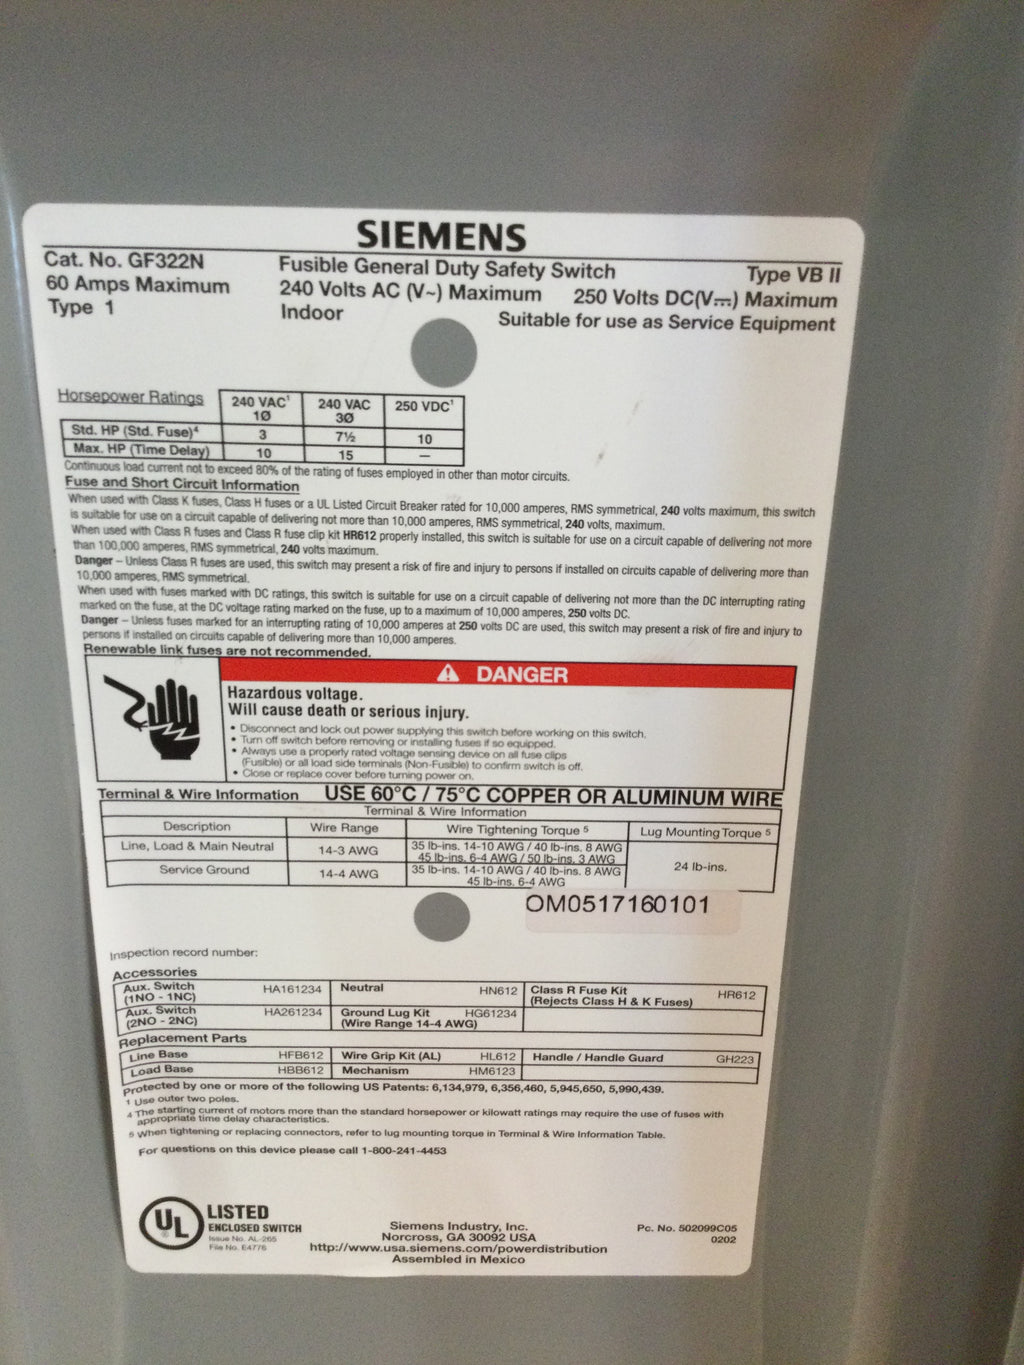 SIEMENS
Cat. No. GF322N
Fusible General Duty Safety Switch
Type VB II
60 Amps Maximum
240 Volts AC (V~) Maximum
250 Volts DC(V⎓) Maximum
Type 1
Indoor
Suitable for use as Service Equipment
Horsepower Ratings
240 VAC¹ 1Ø
240 VAC 3Ø
250 VDC¹
Std. HP (Std. Fuse)⁴ 3 7½ 10
Max. HP (Time Delay) 10 15 —
Continuous load current not to exceed 80% of the rating of fuses employed in other than motor circuits.
Fuse and Short Circuit Information
When used with Class K fuses, Class H fuses or a UL Listed Circuit Breaker rated for 10,000 amperes, RMS symmetrical, 240 volts maximum, this switch
is suitable for use on a circuit capable of delivering not more than 10,000 amperes, RMS symmetrical, 240 volts, maximum.
When used with Class R fuses and Class R fuse clip kit HR612 properly installed, this switch is suitable for use on a circuit capable of delivering not more
than 100,000 amperes, RMS symmetrical, 240 volts maximum.
Danger – Unless Class R fuses are used, this switch may present a risk of fire and injury to persons if installed on circuits capable of delivering more than
10,000 amperes, RMS symmetrical.
When used with fuses marked with DC ratings, this switch is suitable for use on a circuit capable of delivering not more than the DC interrupting rating
marked on the fuse, at the DC voltage rating marked on the fuse, up to a maximum of 10,000 amperes, 250 volts DC.
Danger – Unless fuses marked for an interrupting rating of 10,000 amperes at 250 volts DC are used, this switch may present a risk of fire and injury to
persons if installed on circuits capable of delivering more than 10,000 amperes.
Renewable link fuses are not recommended.
DANGER
Hazardous voltage.
Will cause death or serious injury.
• Disconnect and lock out power supplying this switch before working on this switch.
• Turn off switch before removing or installing fuses if so equipped.
• Always use a properly rated voltage sensing device on all fuse clips
(Fusible) or all load side terminals (Non-Fusible) to confirm switch is off.
• Close or replace cover before turning power on.
Terminal & Wire Information USE 60°C / 75°C COPPER OR ALUMINUM WIRE
Terminal & Wire Information
Description
Wire Range
Wire Tightening Torque ⁵
Lug Mounting Torque ⁵
Line, Load & Main Neutral
14-3 AWG
35 lb-ins. 14-10 AWG / 40 lb-ins. 8 AWG
45 lb-ins. 6-4 AWG / 50 lb-ins. 3 AWG
24 lb-ins.
Service Ground
14-4 AWG
35 lb-ins. 14-10 AWG / 40 lb-ins. 8 AWG
45 lb-ins. 6-4 AWG
OM0517160101
Inspection record number:
Accessories
Aux. Switch (1NO - 1NC) HA161234
Neutral HN612
Class R Fuse Kit (Rejects Class H & K Fuses) HR612
Aux. Switch (2NO - 2NC) HA261234
Ground Lug Kit HG61234
(Wire Range 14-4 AWG)
Replacement Parts
Line Base HFB612
Wire Grip Kit (AL) HL612
Handle / Handle Guard GH223
Load Base HBB612
Mechanism HM6123
Protected by one or more of the following US Patents: 6,134,979, 6,356,460, 5,945,650, 5,990,439.
1 Use outer two poles.
4 The starting current of motors more than the standard horsepower or kilowatt ratings may require the use of fuses with
appropriate time delay characteristics.
5 When tightening or replacing connectors, refer to lug mounting torque in Terminal & Wire Information Table.
For questions on this device please call 1-800-241-4453
UL ®
LISTED
ENCLOSED SWITCH
Issue No. AL-265
File No. E4776
Siemens Industry, Inc.
Norcross, GA 30092 USA
http://www.usa.siemens.com/powerdistribution
Assembled in Mexico
Pc. No. 502099C05
0202